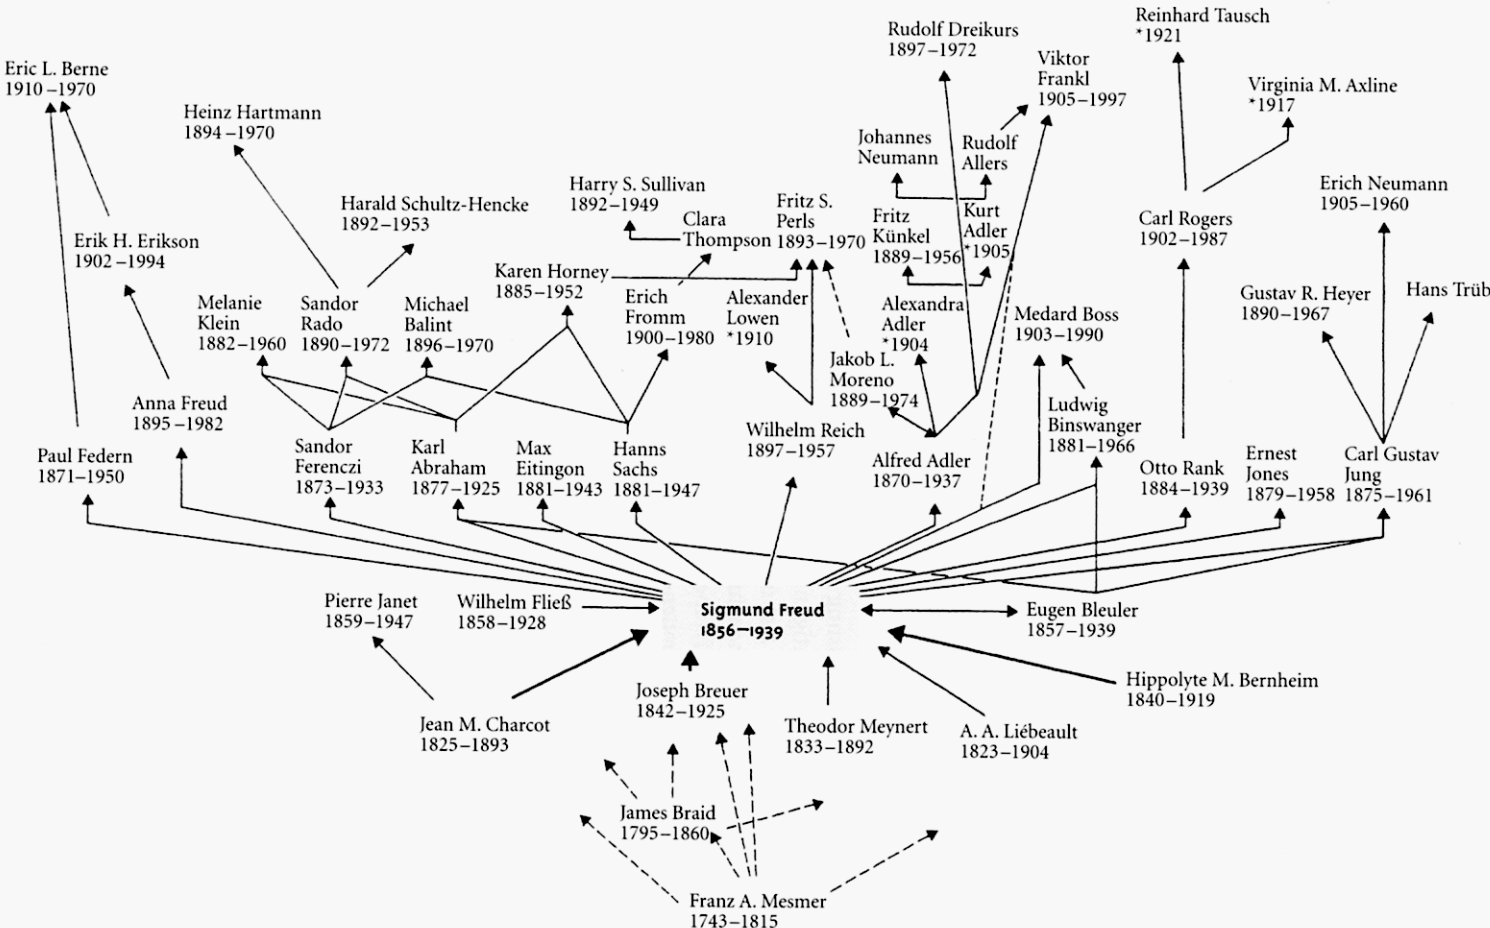 Reinhard Tausch
*1921
Rudolf Dreikurs
1897–1972
Viktor
Frankl
1905–1997
Eric L. Berne
1910–1970
Virginia M. Axline
*1917
Heinz Hartmann
1894–1970
Johannes
Neumann
Rudolf
Allers
Harry S. Sullivan
1892–1949
Erich Neumann
1905–1960
Harald Schultz-Hencke
1892–1953
Clara
Thompson
Fritz S.
Perls
1893–1970
Fritz
Künkel
1889–1956
Kurt
Adler
*1905
Carl Rogers
1902–1987
Erik H. Erikson
1902–1994
Karen Horney
1885–1952
Melanie
Klein
1882–1960
Sandor
Rado
1890–1972
Michael
Balint
1896–1970
Erich
Fromm
1900–1980
Alexander
Lowen
*1910
Alexandra
Adler
*1904
Medard Boss
1903–1990
Gustav R. Heyer
1890–1967
Hans Trüb
Jakob L.
Moreno
1889–1974
Anna Freud
1895–1982
Ludwig
Binswanger
1881–1966
Paul Federn
1871–1950
Sandor
Ferenczi
1873–1933
Karl
Abraham
1877–1925
Max
Eitingon
1881–1943
Hanns
Sachs
1881–1947
Wilhelm Reich
1897–1957
Alfred Adler
1870–1937
Otto Rank
1884–1939
Ernest
Jones
1879–1958
Carl Gustav
Jung
1875–1961
Pierre Janet
1859–1947
Wilhelm Fließ
1858–1928
Sigmund Freud
1856–1939
Eugen Bleuler
1857–1939
Jean M. Charcot
1825–1893
Joseph Breuer
1842–1925
Theodor Meynert
1833–1892
A. A. Liébeault
1823–1904
Hippolyte M. Bernheim
1840–1919
James Braid
1795–1860
Franz A. Mesmer
1743–1815